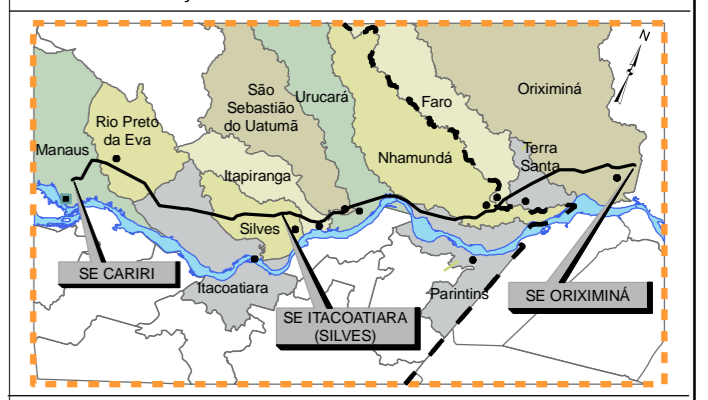 N
Oriximiná
São
Sebastião
do Uatumã
Urucará
Faro
Rio Preto
da Eva
Manaus
Terra
Santa
Nhamundá
Itapiranga
Silves
SE CARIRI
Itacoatiara
Parintins
SE ORIXIMINÁ
SE ITACOATIARA
(SILVES)